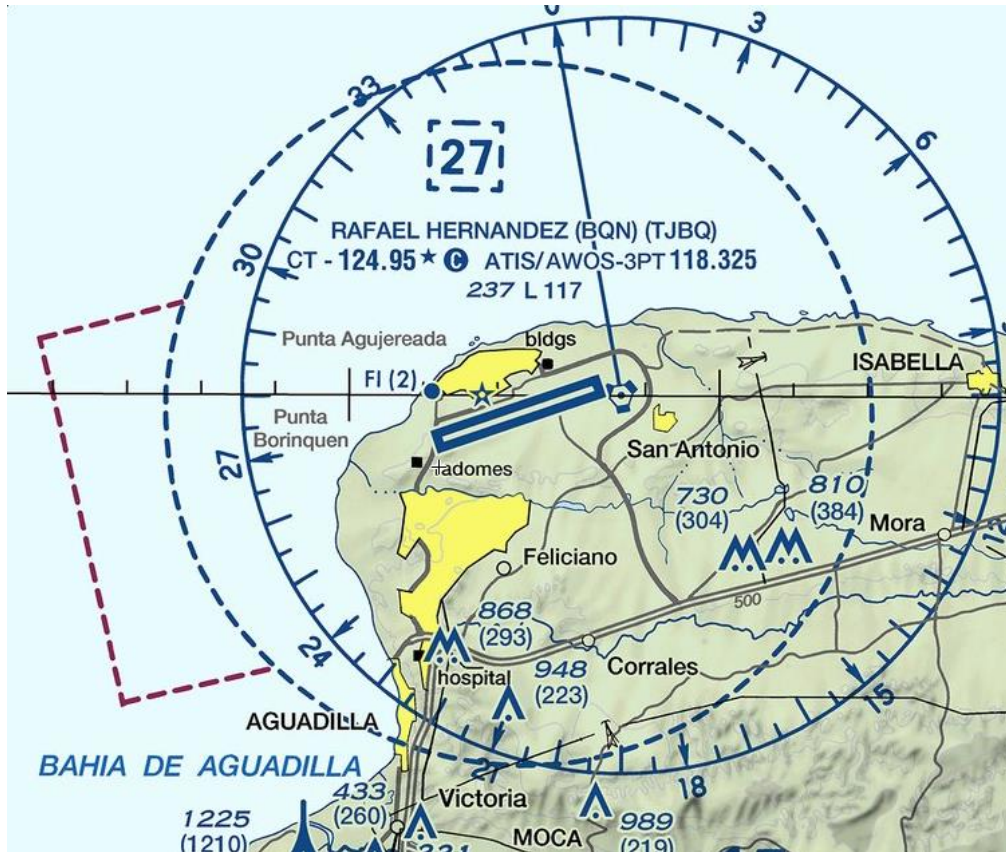 0
3
33
6
27
RAFAEL HERNANDEZ (BQN) (TJBQ)
CT - 124.95 ★ C ATIS/AWOS-3PT 118.325
237 L 117
30
Punta Agujereada
bldgs
ISABELLA
Fl (2)
Punta
Borinquen
San Antonio
27
adomes
730
(304)
810
(384)
Mora
12
Feliciano
500
868
(293)
24
Corrales
hospital
948
(223)
15
AGUADILLA
21
18
BAHIA DE AGUADILLA
433
(260)
Victoria
1225
(1210)
MOCA
989
(219)